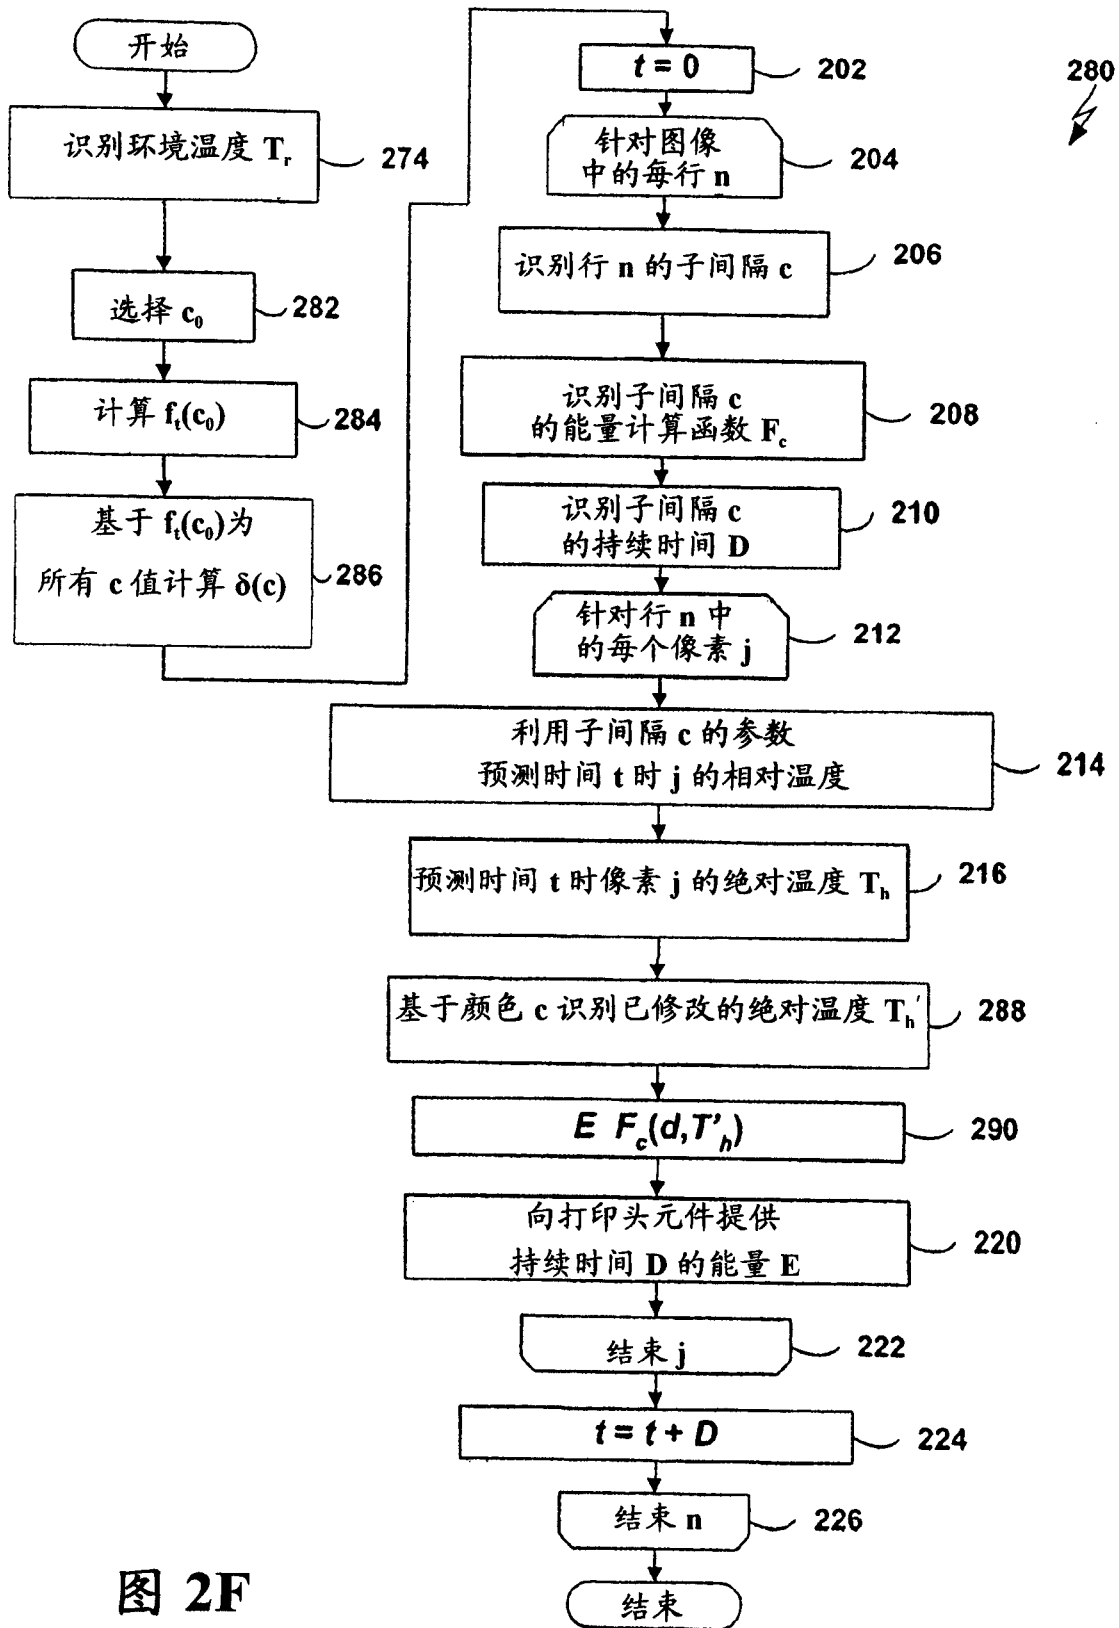 开始
识别环境温度 Tr
274
选择 c0
282
计算 ft(c0)
284
基于 ft(c0)为
所有 c 值计算 δ(c)
286
t = 0
202
280
针对图像
中的每行 n
204
识别行 n 的子间隔 c
206
识别子间隔 c
的能量计算函数 Fc
208
识别子间隔 c
的持续时间 D
210
针对行 n 中
的每个像素 j
212
利用子间隔 c 的参数
预测时间 t 时 j 的相对温度
214
预测时间 t 时像素 j 的绝对温度 Th
216
基于颜色 c 识别已修改的绝对温度 Th'
288
E Fc(d,T'h)
290
向打印头元件提供
持续时间 D 的能量 E
220
结束 j
222
t = t + D
224
结束 n
226
结束
图 2F